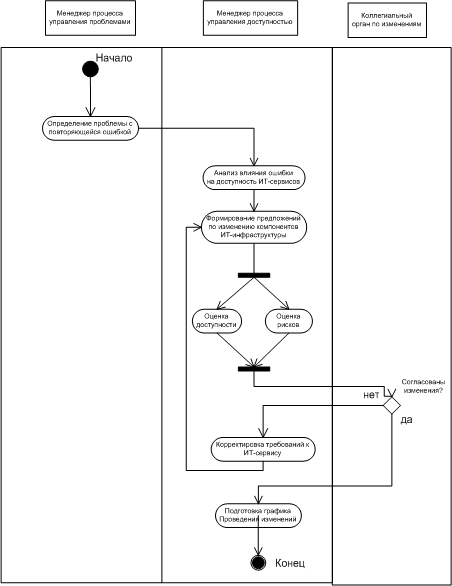 Менеджер процесса
управления проблемами
Менеджер процесса
управления доступностью
Коллегиальный
орган по изменениям
Начало
Определение проблемы с
повторяющейся ошибкой
Анализ влияния ошибки
на доступность ИТ-сервисов
Формирование предложений
по изменению компонентов
ИТ-инфраструктуры
Оценка
доступности
Оценка
рисков
Согласованы
изменения?
нет
да
Корректировка требований к
ИТ-сервису
Подготовка графика
Проведения изменений
Конец